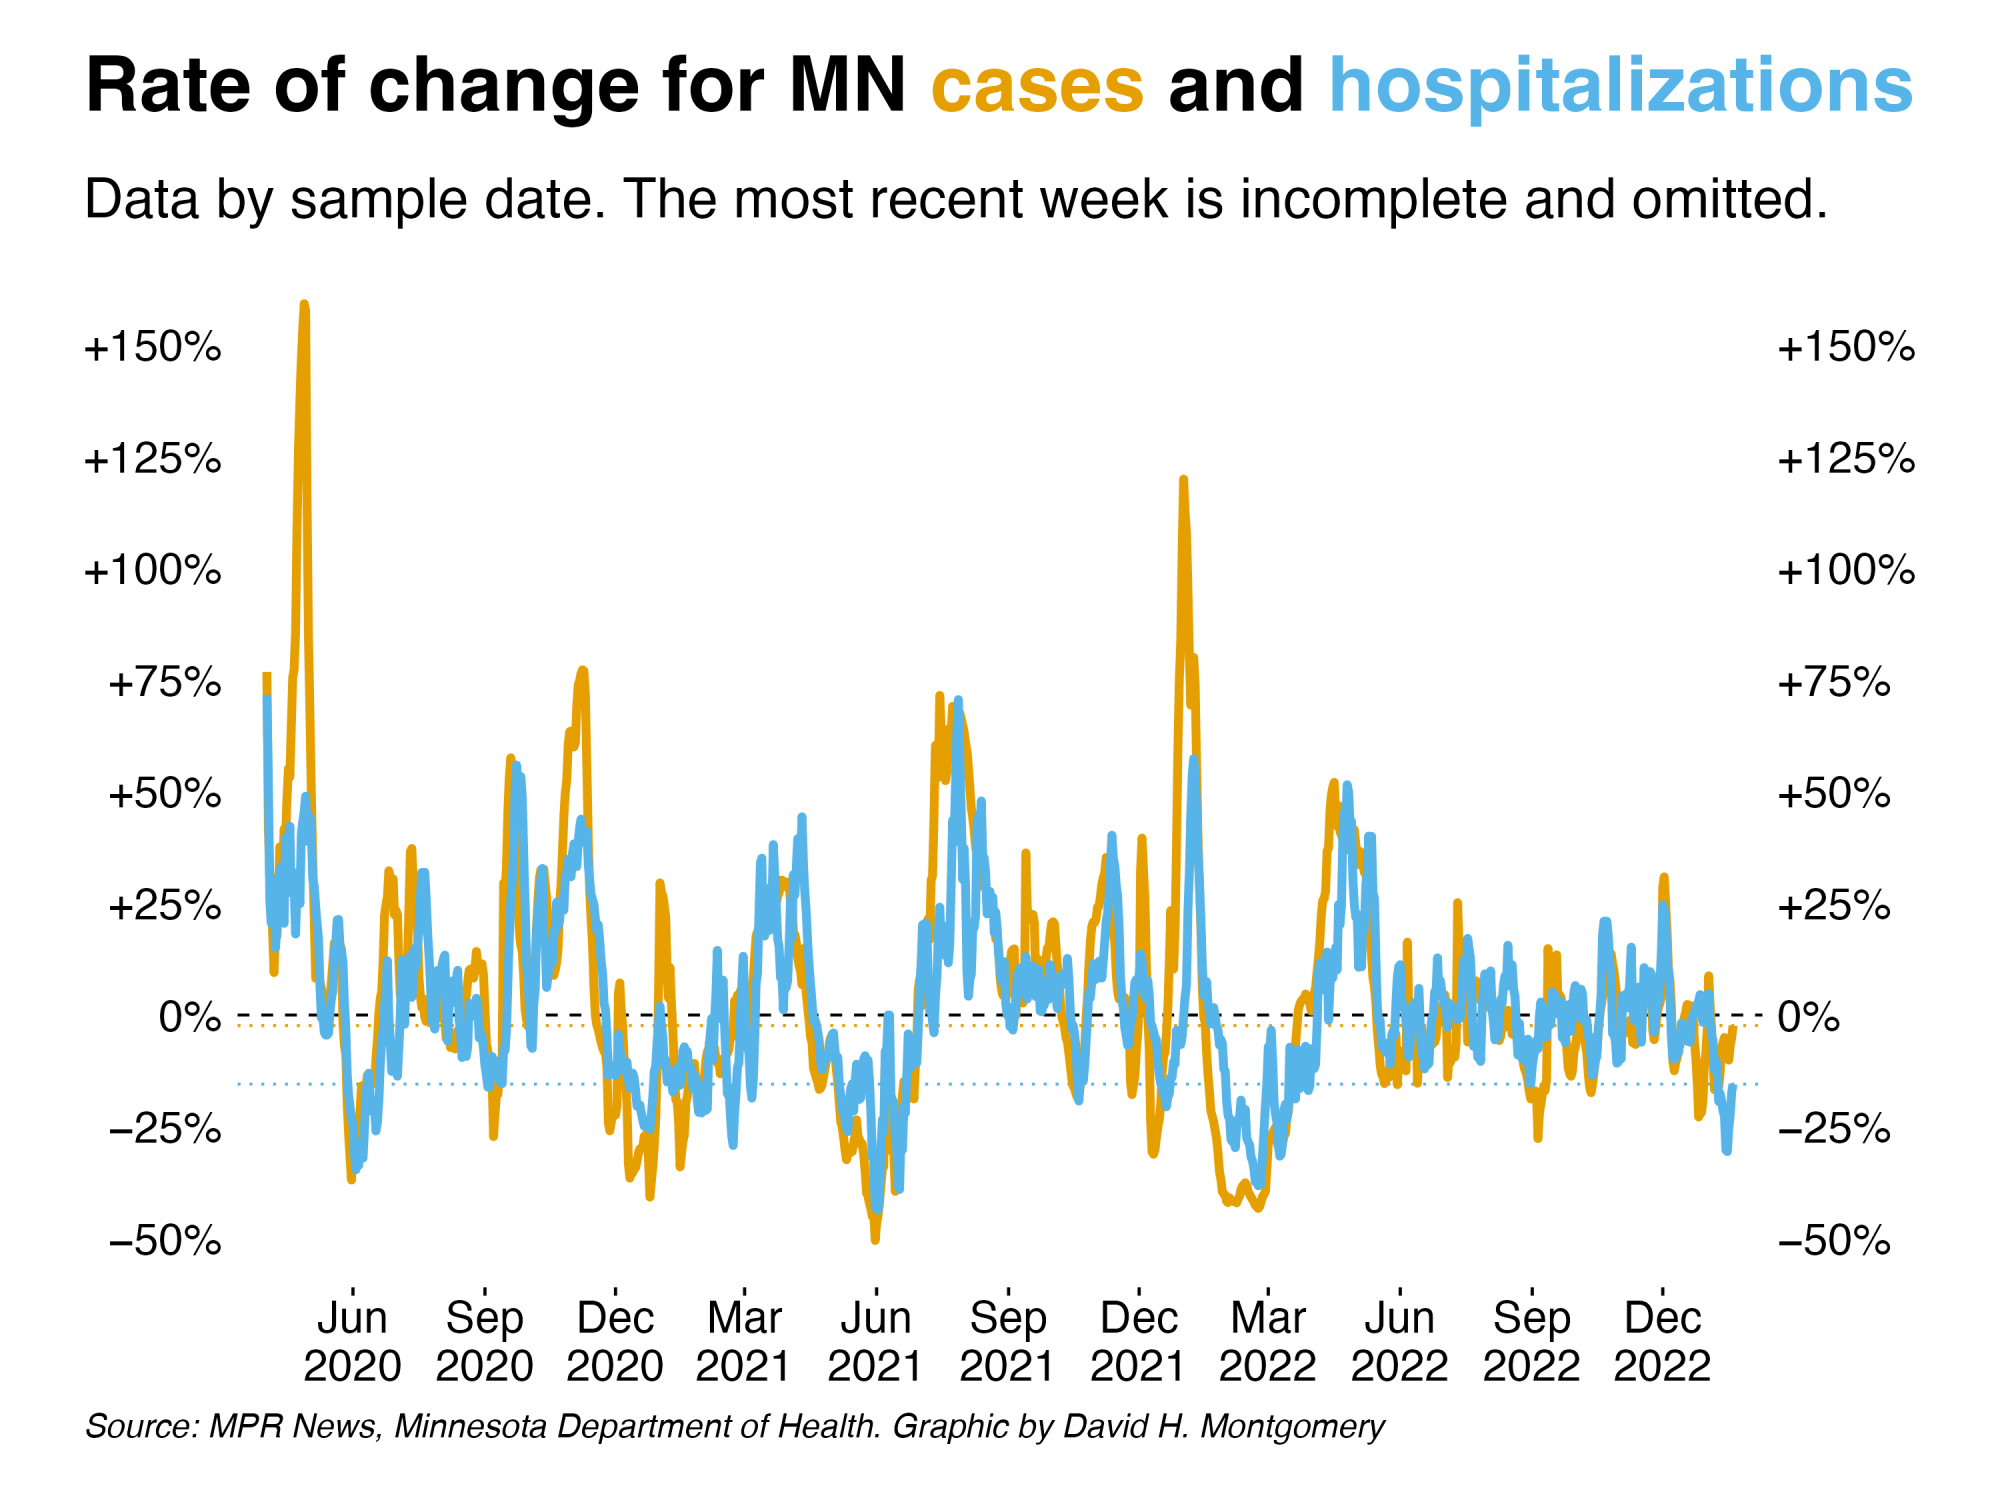 Rate of change for MN cases and hospitalizations
Data by sample date. The most recent week is incomplete and omitted.
+150% +150%
+125% +125%
+100% +100%
+75% +75%
+50% +50%
+25% +25%
0% 0%
−25% −25%
−50% −50%
Jun Sep Dec Mar Jun Sep Dec Mar Jun Sep Dec
2020 2020 2020 2021 2021 2021 2021 2022 2022 2022 2022
Source: MPR News, Minnesota Department of Health. Graphic by David H. Montgomery